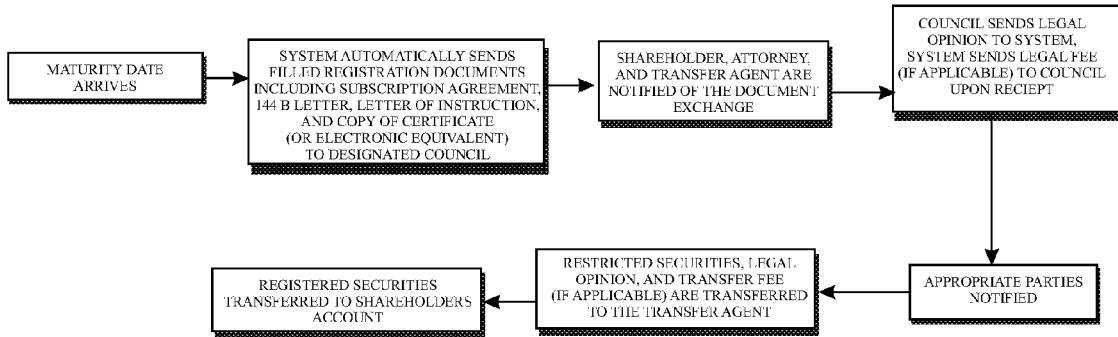 MATURITY DATE
ARRIVES
SYSTEM AUTOMATICALLY SENDS
FILLED REGISTRATION DOCUMENTS
INCLUDING SUBSCRIPTION AGREEMENT,
144 B LETTER, LETTER OF INSTRUCTION,
AND COPY OF CERTIFICATE
(OR ELECTRONIC EQUIVALENT)
TO DESIGNATED COUNCIL
SHAREHOLDER, ATTORNEY,
AND TRANSFER AGENT ARE
NOTIFIED OF THE DOCUMENT
EXCHANGE
COUNCIL SENDS LEGAL
OPINION TO SYSTEM,
SYSTEM SENDS LEGAL FEE
(IF APPLICABLE) TO COUNCIL
UPON RECIEPT
APPROPRIATE PARTIES
NOTIFIED
RESTRICTED SECURITIES, LEGAL
OPINION, AND TRANSFER FEE
(IF APPLICABLE) ARE TRANSFERRED
TO THE TRANSFER AGENT
REGISTERED SECURITIES
TRANSFERRED TO SHAREHOLDERS
ACCOUNT